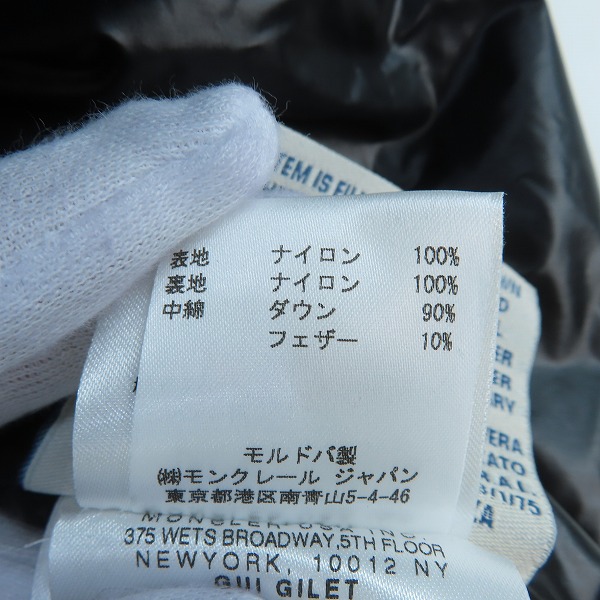 TEM IS FIL
表地 ナイロン 100%
裏地 ナイロン 100%
中綿 ダウン 90%
フェザー 10%
モルドバ製
㈱モンクレール ジャパン
東京都港区南青山5-4-46
375 WETS BROADWAY,5TH FLOOR
NEWYORK, 10012 NY
GUI GILET